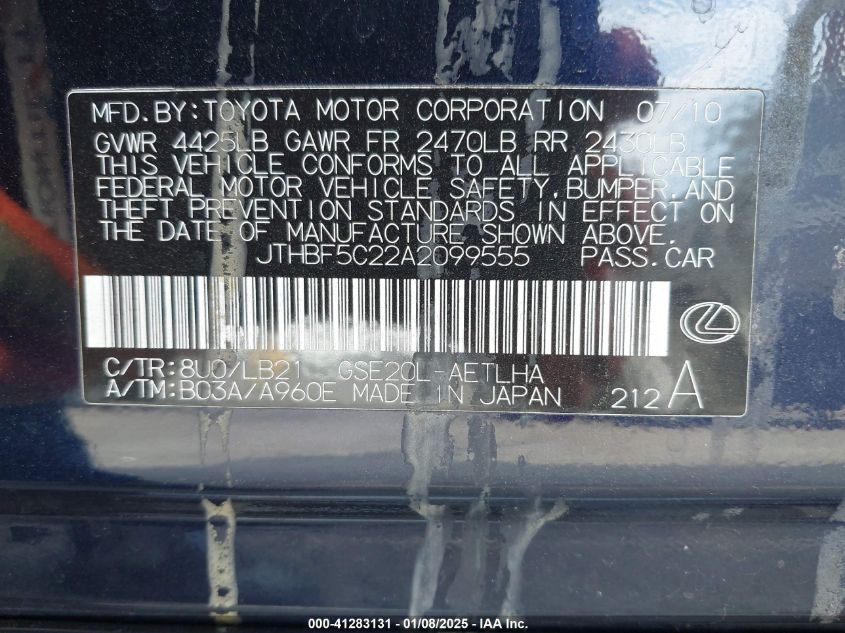 MFD.BY:TOYOTA MOTOR CORPORATION 07/10
GVWR 4425LB GAWR FR 2470LB RR 2430LB
THIS VEHICLE CONFORMS TO ALL APPLICABLE
FEDERAL MOTOR VEHICLE SAFETY,BUMPER,AND
THEFT PREVENTION STANDARDS IN EFFECT ON
THE DATE OF MANUFACTURE SHOWN ABOVE.
JTHBF5C22A2099555 PASS.CAR
C/TR:8U0/LB21 GSE20L-AETLHA
A/TM:B03A/A960E MADE IN JAPAN 212A
000-41283131 - 01/08/2025 - IAA Inc.